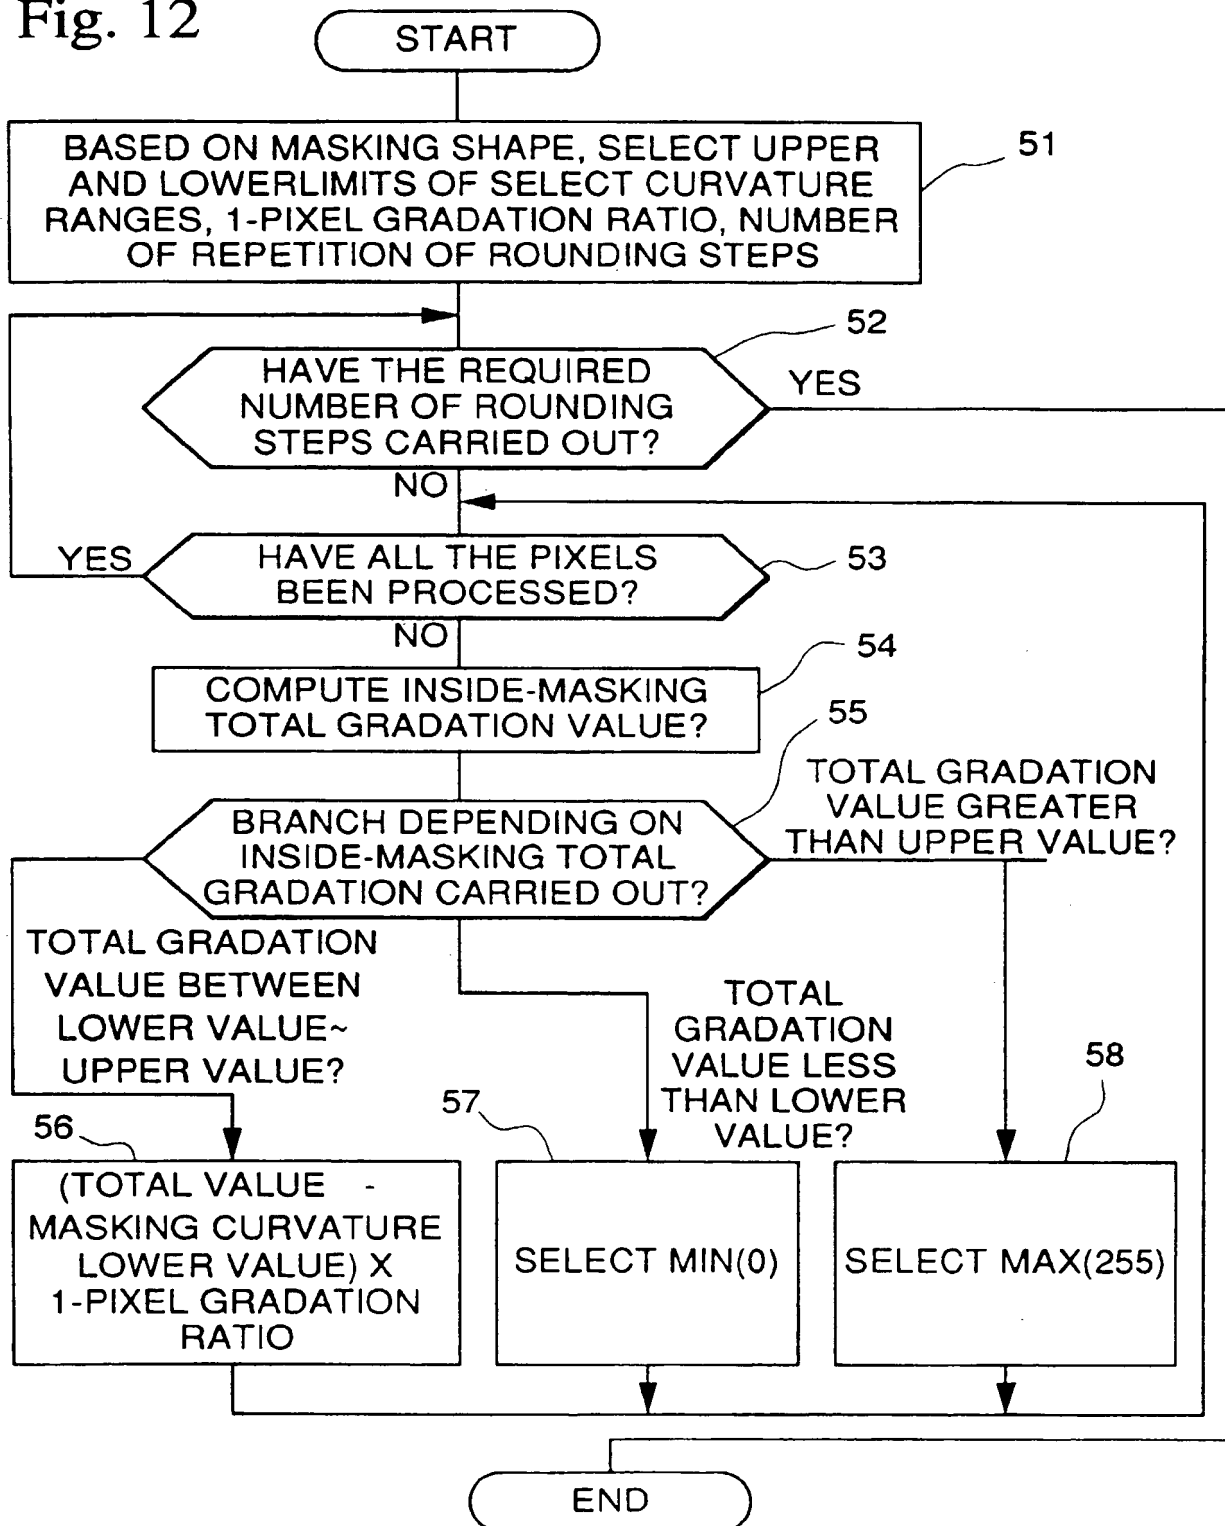 Fig. 12
START
BASED ON MASKING SHAPE, SELECT UPPER
AND LOWERLIMITS OF SELECT CURVATURE
RANGES, 1-PIXEL GRADATION RATIO, NUMBER
OF REPETITION OF ROUNDING STEPS
51
52
HAVE THE REQUIRED
NUMBER OF ROUNDING
STEPS CARRIED OUT?
YES
NO
YES
HAVE ALL THE PIXELS
BEEN PROCESSED?
53
NO
54
COMPUTE INSIDE-MASKING
TOTAL GRADATION VALUE?
55
BRANCH DEPENDING ON
INSIDE-MASKING TOTAL
GRADATION CARRIED OUT?
TOTAL GRADATION
VALUE GREATER
THAN UPPER VALUE?
TOTAL GRADATION
VALUE BETWEEN
LOWER VALUE~
UPPER VALUE?
TOTAL
GRADATION
VALUE LESS
THAN LOWER
VALUE?
56
(TOTAL VALUE -
MASKING CURVATURE
LOWER VALUE) X
1-PIXEL GRADATION
RATIO
57
SELECT MIN(0)
58
SELECT MAX(255)
END